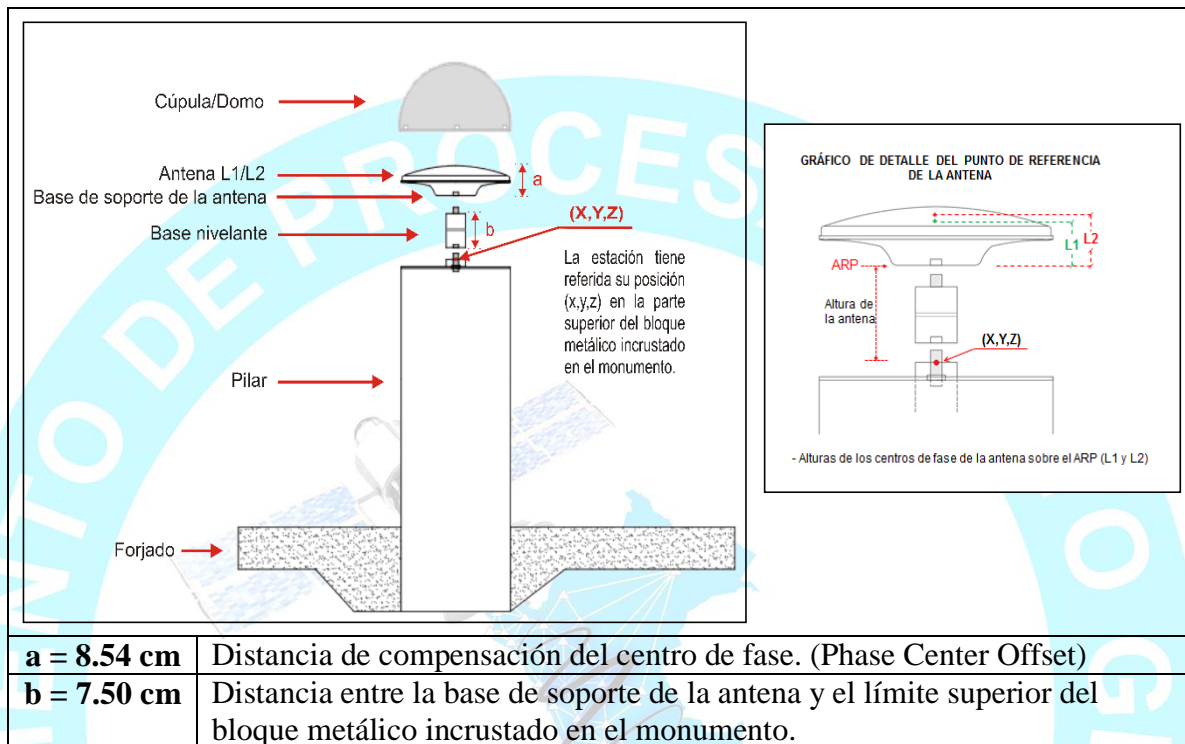 Cúpula/Domo
Antena L1/L2
Base de soporte de la antena
Base nivelante
a
b
(X,Y,Z)
La estación tiene
referida su posición
(x,y,z) en la parte
superior del bloque
metálico incrustado
en el monumento.
Pilar
Forjado
GRÁFICO DE DETALLE DEL PUNTO DE REFERENCIA
DE LA ANTENA
L1
L2
ARP
Altura de
la antena
(X,Y,Z)
- Alturas de los centros de fase de la antena sobre el ARP (L1 y L2)
a = 8.54 cm Distancia de compensación del centro de fase. (Phase Center Offset)
b = 7.50 cm Distancia entre la base de soporte de la antena y el límite superior del
bloque metálico incrustado en el monumento.
NTO DE PROCES
O GE